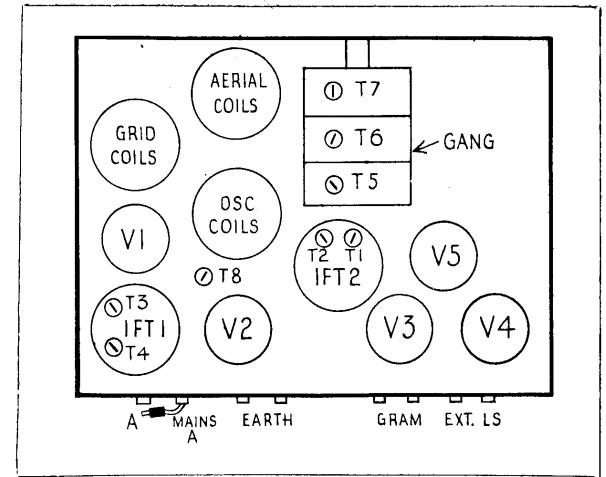 AERIAL
COILS
T7
GRID
COILS
T6
GANG
T5
OSC
COILS
V1
T2 T1
IFT2
V5
T8
T3
IFT1
T4
V2
V3
V4
A
MAINS
A
EARTH
GRAM
EXT. LS